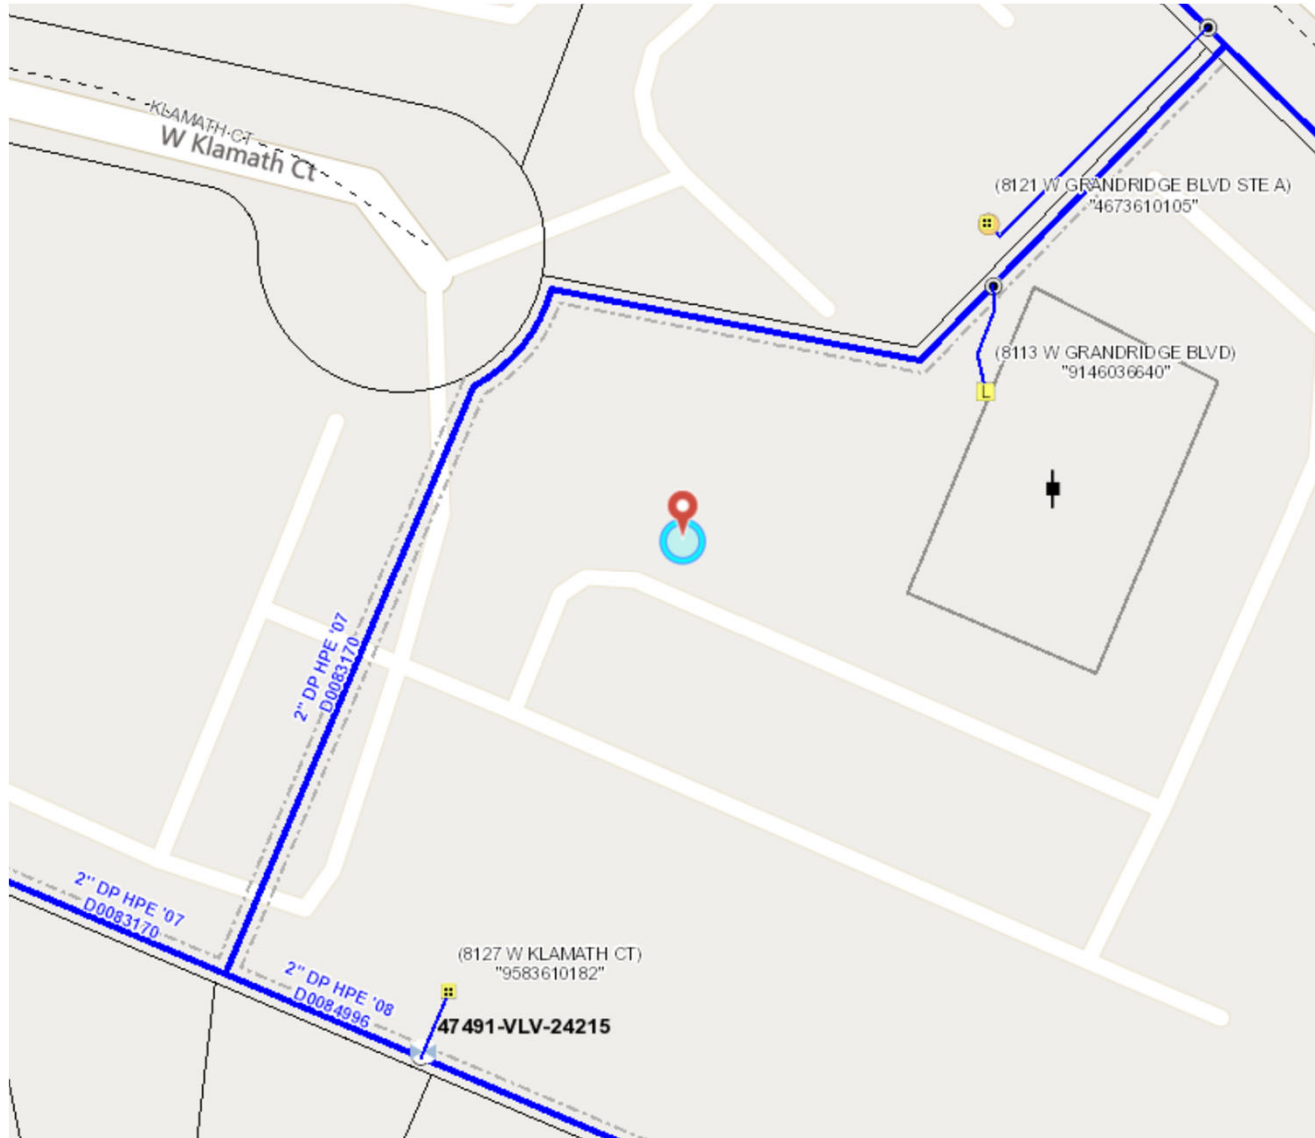 KLAMATH CT
W Klamath Ct
(8121 W GRANDRIDGE BLVD STE A)
"4673610105"
(8113 W GRANDRIDGE BLVD)
"9146036640"
L
2" DP HPE '07
D0083170
2" DP HPE '07
D0083170
(8127 W KLAMATH CT)
"9583610182"
2" DP HPE '08
D0084996
47491-VLV-24215